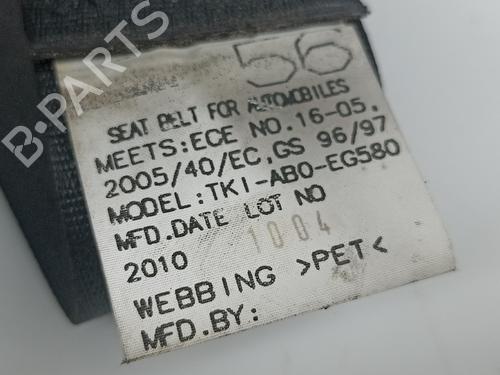 56
SEAT BELT FOR AUTOMOBILES
MEETS:ECE NO.16-05,
2005/40/EC,GS 96/97
MODEL:TKI-AB0-EG580
MFD.DATE LOT NO
2010 1004
WEBBING >PET<
MFD.BY:
B-PARTS